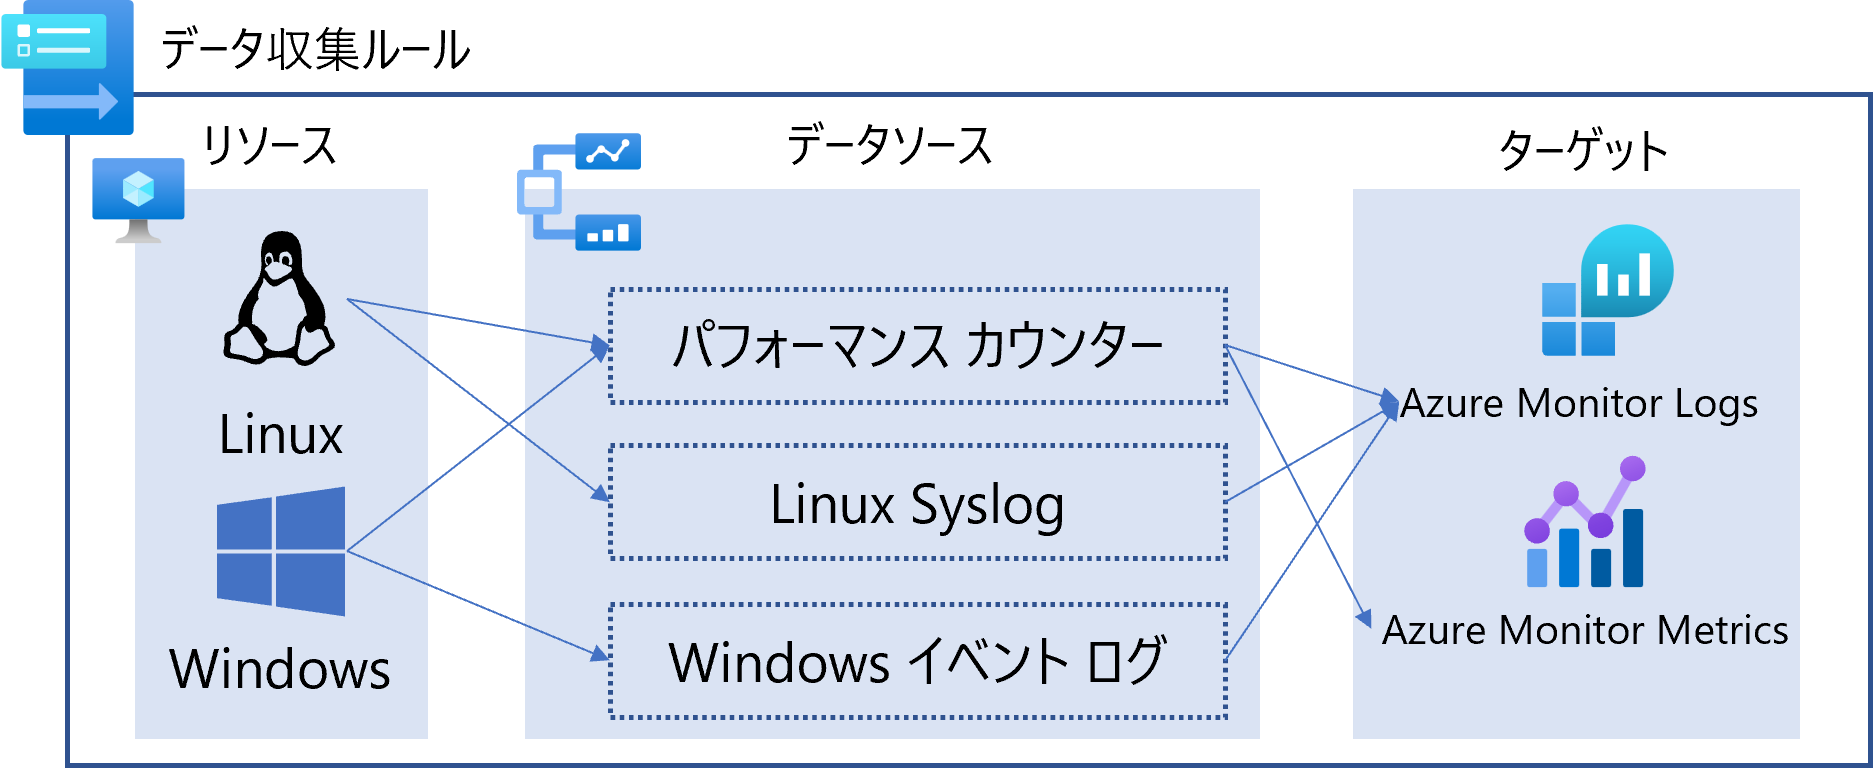 データ収集ルール
リソース
データソース
ターゲット
Linux
Windows
パフォーマンス カウンター
Linux Syslog
Windows イベント ログ
Azure Monitor Logs
Azure Monitor Metrics